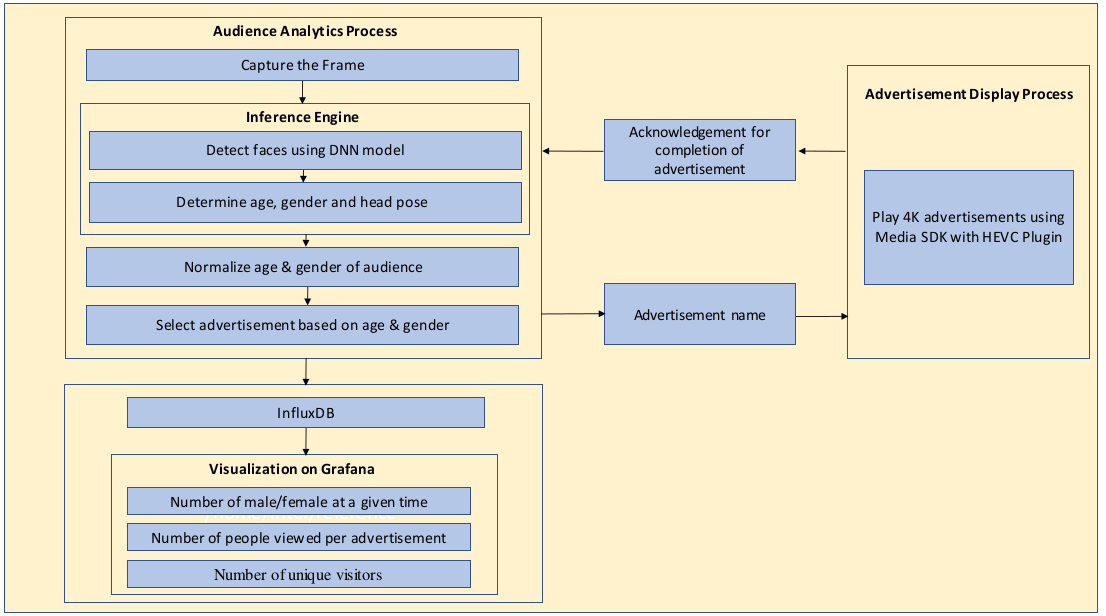 Audience Analytics Process
Capture the Frame
Inference Engine
Detect faces using DNN model
Determine age, gender and head pose
Normalize age & gender of audience
Select advertisement based on age & gender
Acknowledgement for
completion of
advertisement
Advertisement name
Advertisement Display Process
Play 4K advertisements using
Media SDK with HEVC Plugin
InfluxDB
Visualization on Grafana
Number of male/female at a given time
Number of people viewed per advertisement
Number of unique visitors